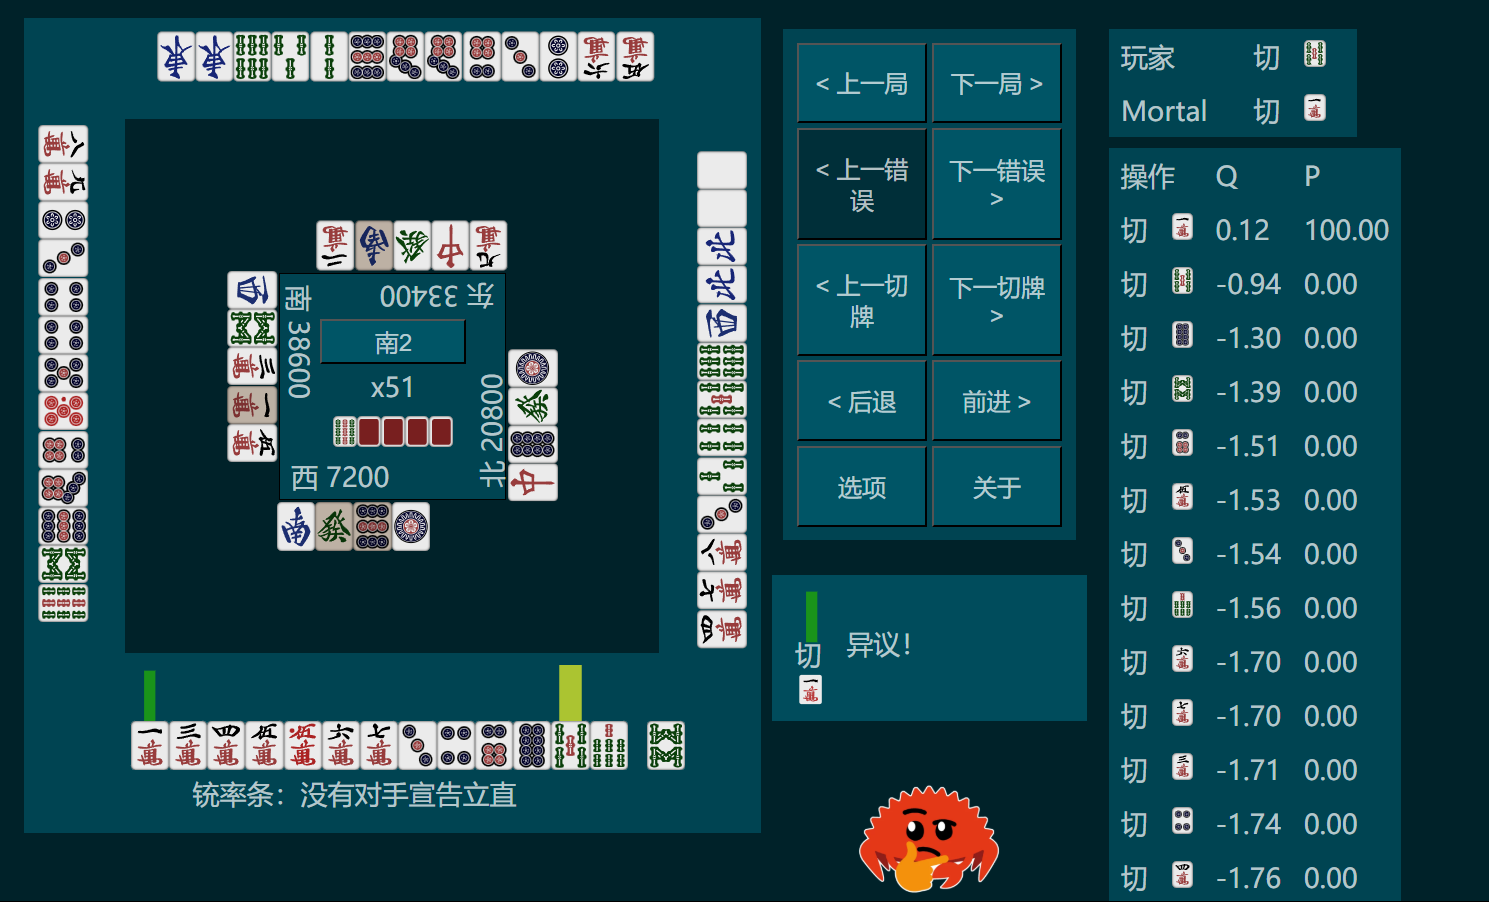 < 上一局
下一局 >
< 上一错误
下一错误 >
< 上一切牌
下一切牌 >
< 后退
前进 >
选项
关于
玩家 切
Mortal 切
操作 Q P
切 0.12 100.00
切 -0.94 0.00
切 -1.30 0.00
切 -1.39 0.00
切 -1.51 0.00
切 -1.53 0.00
切 -1.54 0.00
切 -1.56 0.00
切 -1.70 0.00
切 -1.70 0.00
切 -1.71 0.00
切 -1.74 0.00
切 -1.76 0.00
东 33400
南 38600
南2
x51
北 20800
西 7200
切 异议！
铳率条：没有对手宣告立直